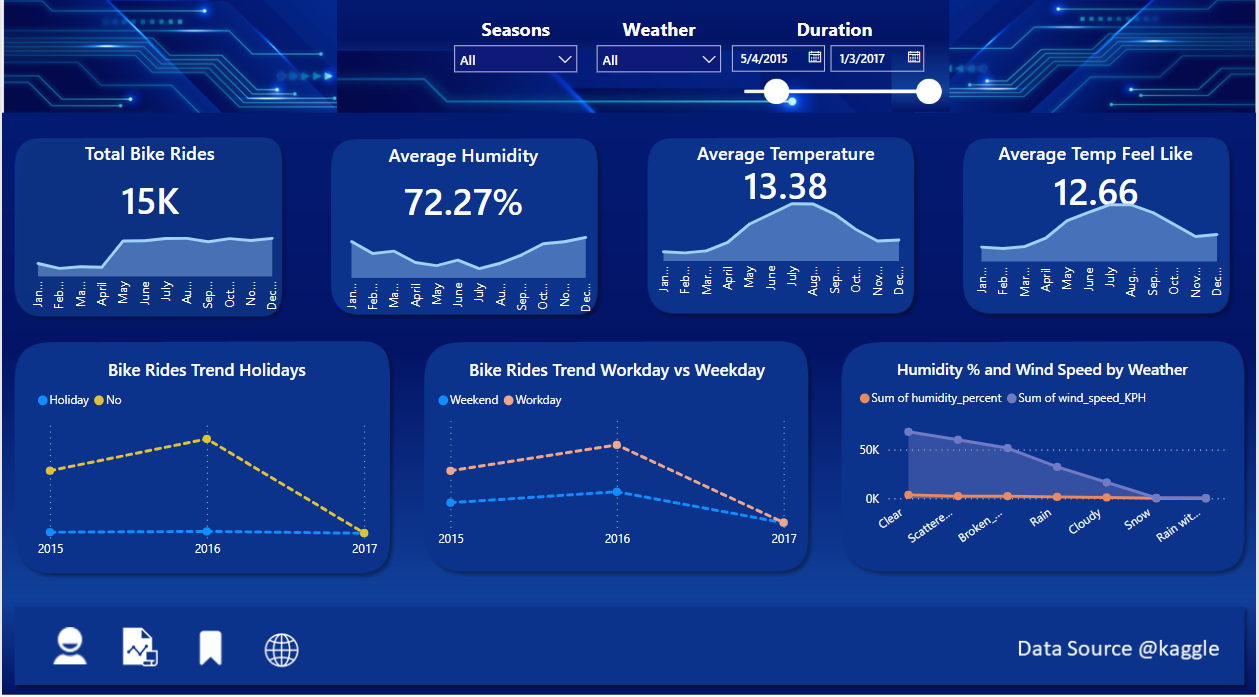 Seasons Weather Duration
All All 5/4/2015 1/3/2017
Total Bike Rides
15K
Jan... Feb... Ma... April May June July Au... Sep... Oct... No... Dec...
Average Humidity
72.27%
Jan... Feb... Ma... April May June July Au... Sep... Oct... No... Dec...
Average Temperature
13.38
Jan... Feb... Mar... April May June July Aug... Sep... Oct... Nov... Dec...
Average Temp Feel Like
12.66
Jan... Feb... Mar... April May June July Aug... Sep... Oct... Nov... Dec...
Bike Rides Trend Holidays
Holiday No
2015 2016 2017
Bike Rides Trend Workday vs Weekday
Weekend Workday
2015 2016 2017
Humidity % and Wind Speed by Weather
Sum of humidity_percent Sum of wind_speed_KPH
50K
0K
Clear Scattere... Broken_... Rain Cloudy Snow Rain wit...
Data Source @kaggle